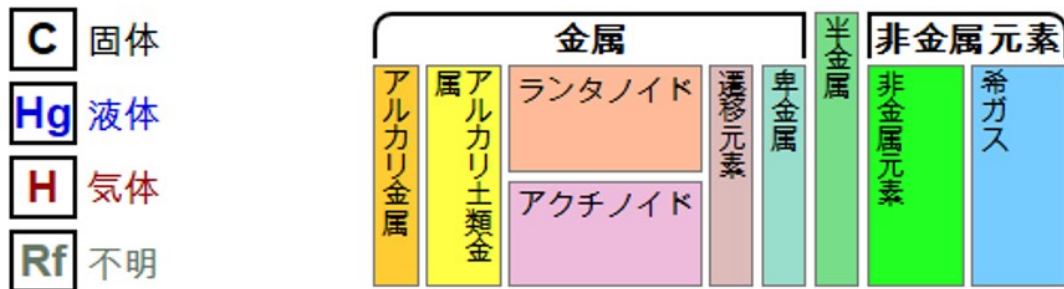 C 固体
Hg 液体
H 気体
Rf 不明
金属
半金属
非金属元素
アルカリ金属
アルカリ土類金属
ランタノイド
アクチノイド
遷移元素
卑金属
非金属元素
希ガス